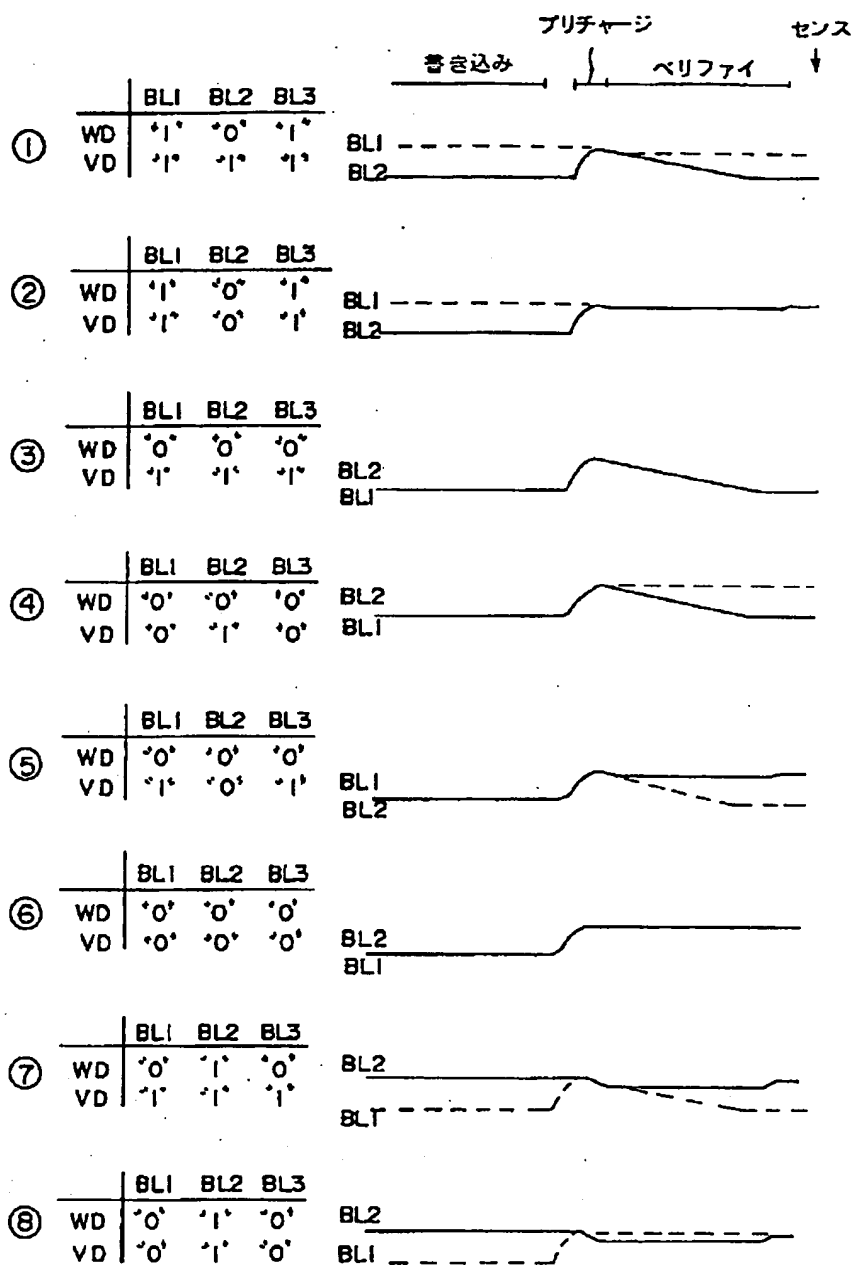 プリチャージ
書き込み ベリファイ センス
① BL1 BL2 BL3
WD "1" "0" "1"
VD "1" "1" "1"
BL1
BL2
② BL1 BL2 BL3
WD "1" "0" "1"
VD "1" "0" "1"
BL1
BL2
③ BL1 BL2 BL3
WD "0" "0" "0"
VD "1" "1" "1"
BL2
BL1
④ BL1 BL2 BL3
WD "0" "0" "0"
VD "0" "1" "0"
BL2
BL1
⑤ BL1 BL2 BL3
WD "0" "0" "0"
VD "1" "0" "1"
BL1
BL2
⑥ BL1 BL2 BL3
WD "0" "0" "0"
VD "0" "0" "0"
BL2
BL1
⑦ BL1 BL2 BL3
WD "0" "1" "0"
VD "1" "1" "1"
BL2
BL1
⑧ BL1 BL2 BL3
WD "0" "1" "0"
VD "0" "1" "0"
BL2
BL1